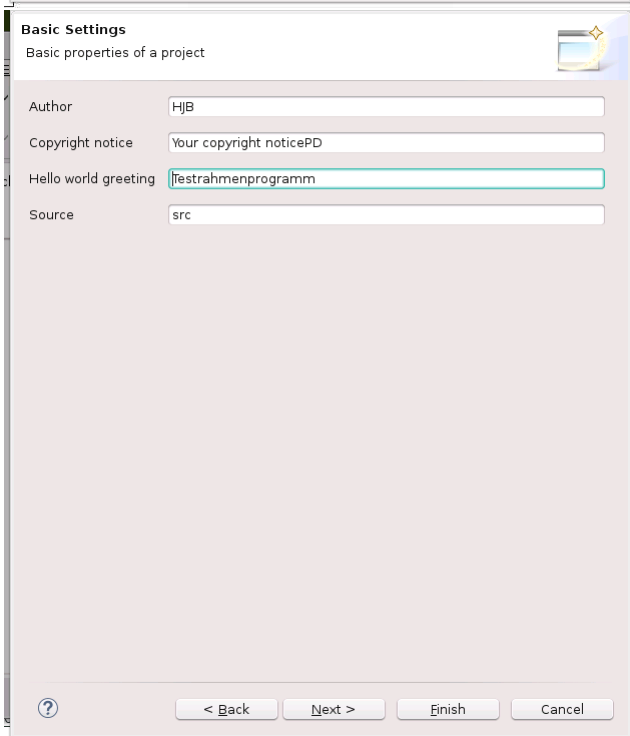 Basic Settings
Basic properties of a project
Author HJB
Copyright notice Your copyright noticePD
Hello world greeting Testrahmenprogramm
Source src
? < Back Next > Finish Cancel